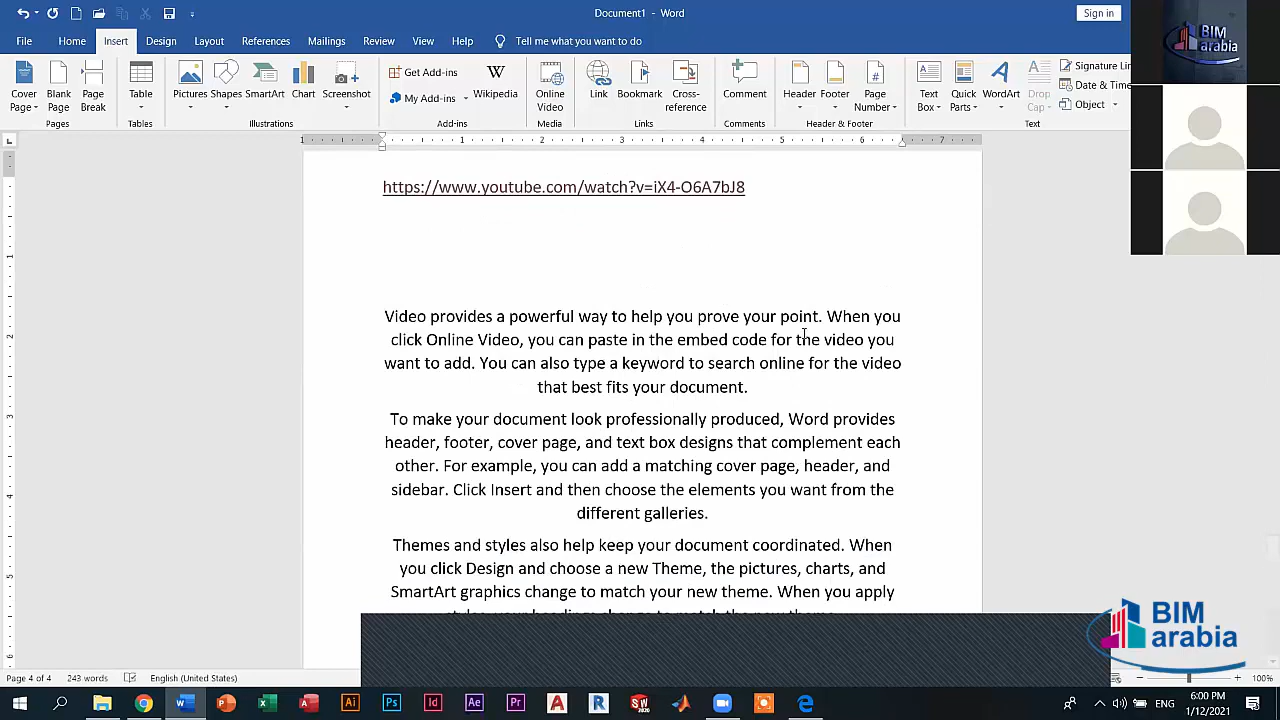 Document1 - Word
Sign in
File Home Insert Design Layout References Mailings Review View Help Tell me what you want to do
Cover Page
Blank Page
Page Break
Pages
Table
Tables
Pictures
Shapes
SmartArt
Chart
Screenshot
Illustrations
Get Add-ins
My Add-ins
Wikipedia
Add-ins
Online Video
Media
Link
Bookmark
Cross-reference
Links
Comment
Comments
Header
Footer
Page Number
Header & Footer
Text Box
Quick Parts
WordArt
Drop Cap
Signature Lin
Date & Time
Object
Text
BIM
arabia
1 1 2 3 4 5 6 7
https://www.youtube.com/watch?v=iX4-O6A7bJ8
Video provides a powerful way to help you prove your point. When you
click Online Video, you can paste in the embed code for the video you
want to add. You can also type a keyword to search online for the video
that best fits your document.
To make your document look professionally produced, Word provides
header, footer, cover page, and text box designs that complement each
other. For example, you can add a matching cover page, header, and
sidebar. Click Insert and then choose the elements you want from the
different galleries.
Themes and styles also help keep your document coordinated. When
you click Design and choose a new Theme, the pictures, charts, and
SmartArt graphics change to match your new theme. When you apply
BIM
arabia
Page 4 of 4 243 words English (United States) 100%
ENG
6:00 PM
1/12/2021